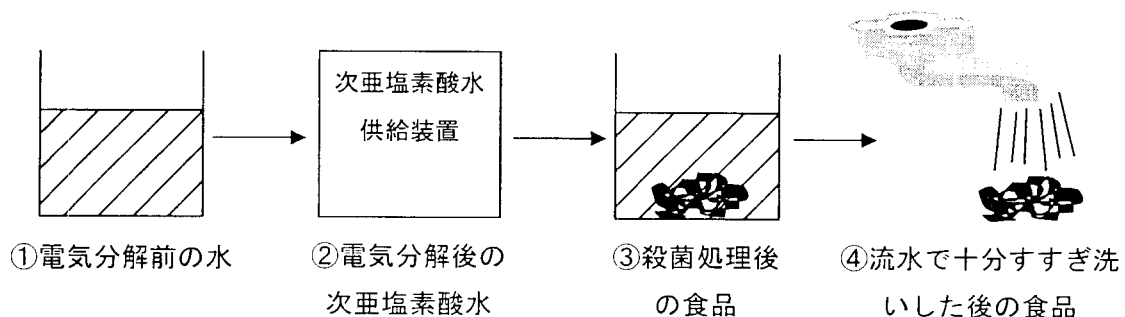 次亜塩素酸水
供給装置
①電気分解前の水
②電気分解後の
次亜塩素酸水
③殺菌処理後
の食品
④流水で十分すすぎ洗
いした後の食品